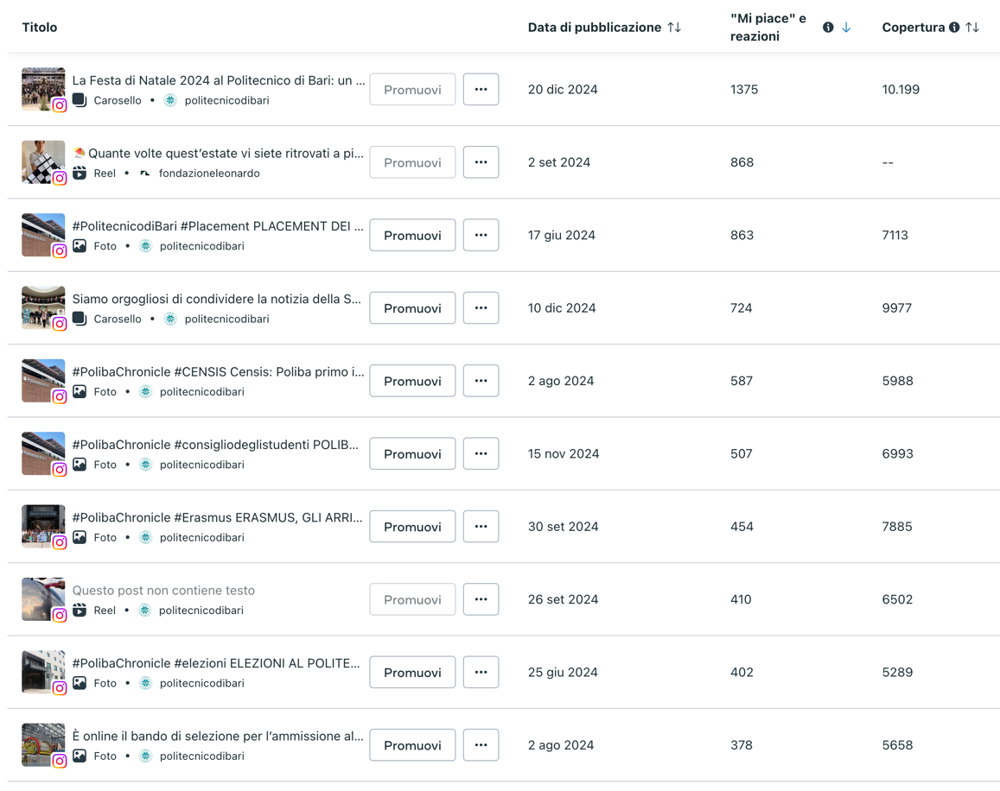 Titolo
Data di pubblicazione
"Mi piace" e
reazioni
Copertura
La Festa di Natale 2024 al Politecnico di Bari: un ...
Carosello • politecnicodibari
Promuovi
20 dic 2024
1375
10.199
Quante volte quest’estate vi siete ritrovati a pi...
Reel • fondazioneleonardo
Promuovi
2 set 2024
868
--
#PolitecnicodiBari #Placement PLACEMENT DEI ...
Foto • politecnicodibari
Promuovi
17 giu 2024
863
7113
Siamo orgogliosi di condividere la notizia della S...
Carosello • politecnicodibari
Promuovi
10 dic 2024
724
9977
#PolibaChronicle #CENSIS Censis: Poliba primo i...
Foto • politecnicodibari
Promuovi
2 ago 2024
587
5988
#PolibaChronicle #consigliodeglistudenti POLIB...
Foto • politecnicodibari
Promuovi
15 nov 2024
507
6993
#PolibaChronicle #Erasmus ERASMUS, GLI ARRI...
Foto • politecnicodibari
Promuovi
30 set 2024
454
7885
Questo post non contiene testo
Reel • politecnicodibari
Promuovi
26 set 2024
410
6502
#PolibaChronicle #elezioni ELEZIONI AL POLITE...
Foto • politecnicodibari
Promuovi
25 giu 2024
402
5289
È online il bando di selezione per l’ammissione al...
Foto • politecnicodibari
Promuovi
2 ago 2024
378
5658